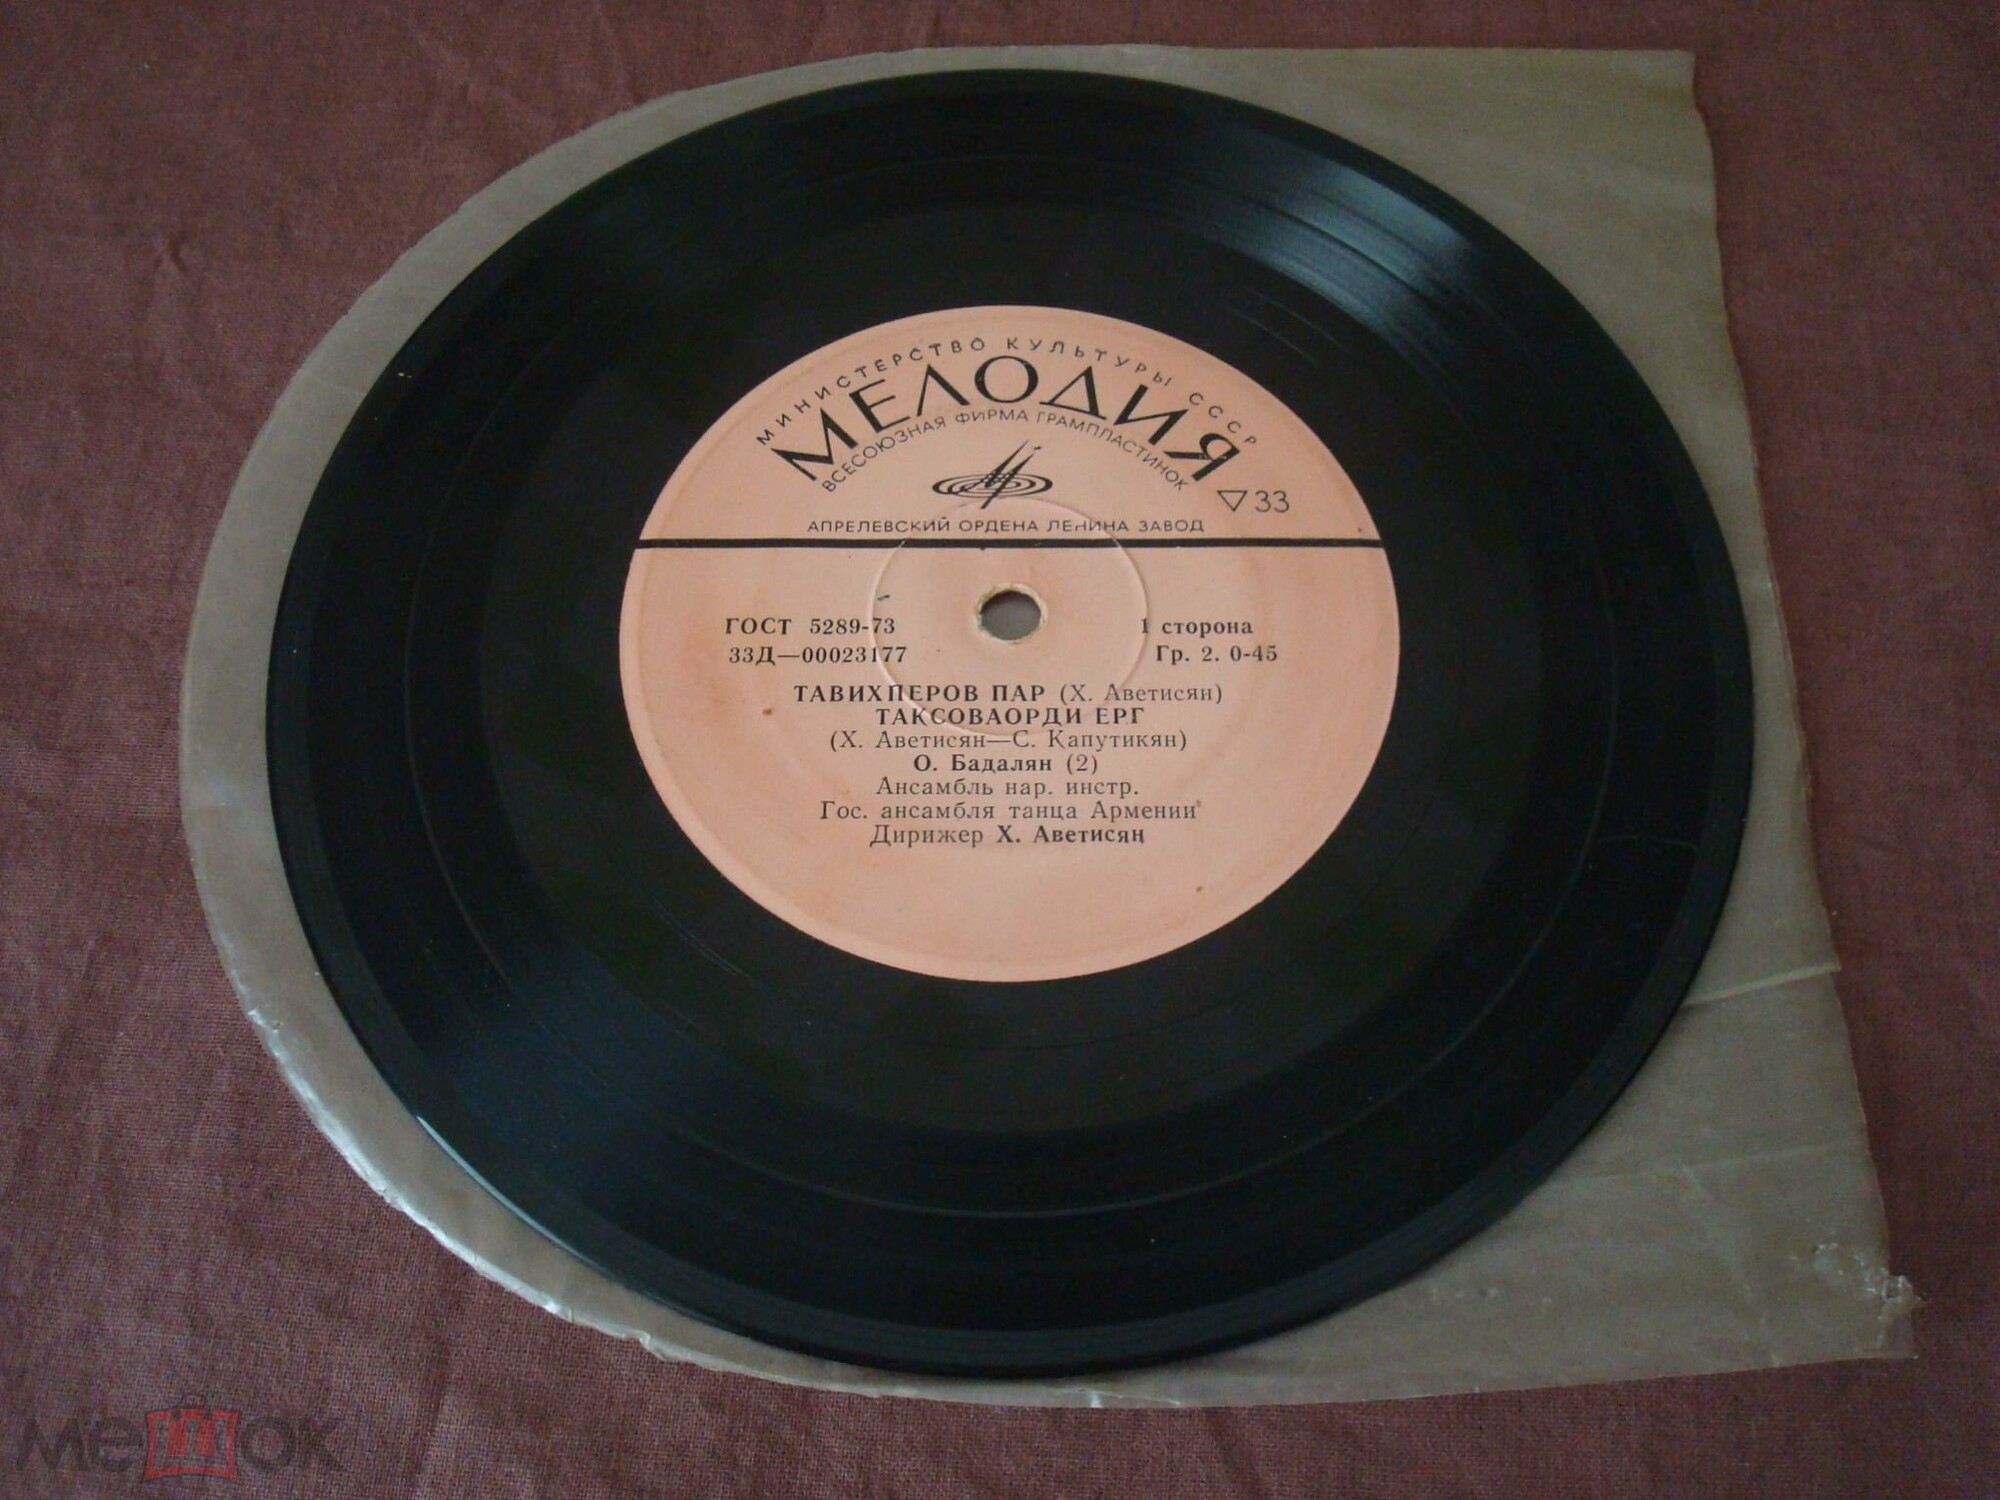 МИНИСТЕРСТВО КУЛЬТУРЫ СССР
МЕЛОДИЯ
ВСЕСОЮЗНАЯ ФИРМА ГРАМПЛАСТИНОК
33
АПРЕЛЕВСКИЙ ОРДЕНА ЛЕНИНА ЗАВОД
ГОСТ 5289-73
1 сторона
33Д—00023177
Гр. 2. 0-45
ТАВИХПЕРОВ ПАР (Х. Аветисян)
ТАКСОВАОРДИ ЕРГ
(Х. Аветисян—С. Капутикян)
О. Бадалян (2)
Ансамбль нар. инстр.
Гос. ансамбля танца Армении
Дирижер Х. Аветисян
мешок